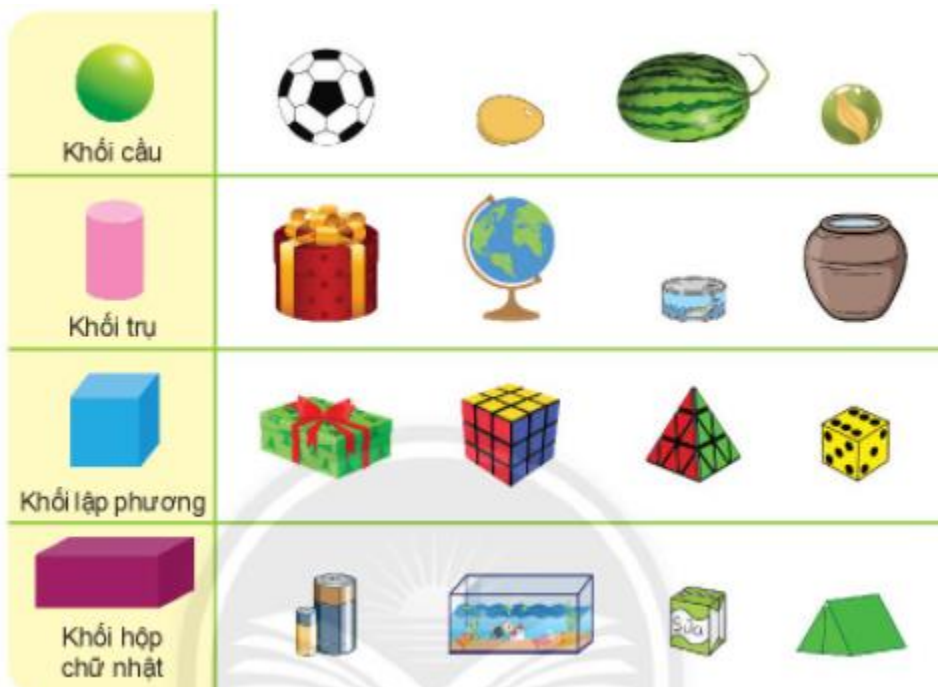 Khối cầu
Khối trụ
Khối lập phương
Khối hộp
chữ nhật
Sữa